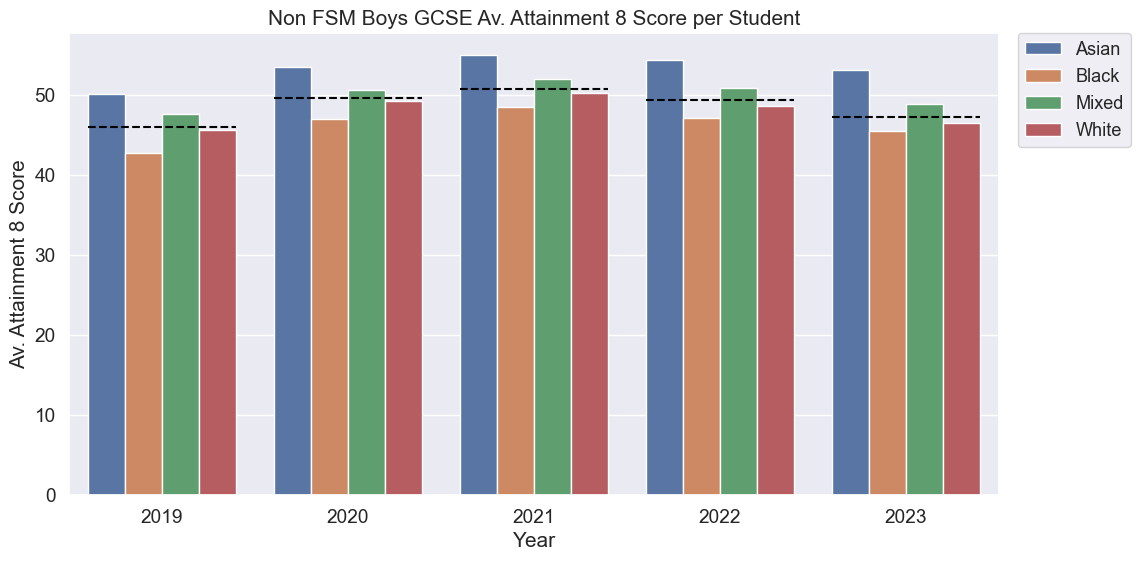 Non FSM Boys GCSE Av. Attainment 8 Score per Student
Asian
Black
Mixed
White
Av. Attainment 8 Score
50
40
30
20
10
0
2019
2020
2021
2022
2023
Year